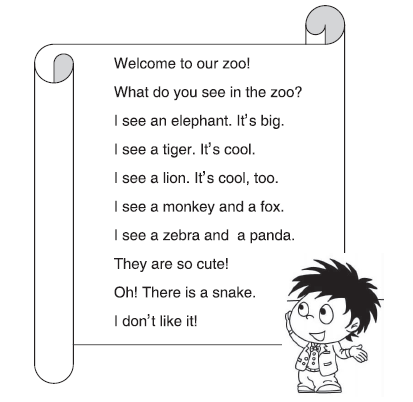 Welcome to our zoo!
What do you see in the zoo?
I see an elephant. It's big.
I see a tiger. It's cool.
I see a lion. It's cool, too.
I see a monkey and a fox.
I see a zebra and  a panda.
They are so cute!
Oh! There is a snake.
I don't like it!